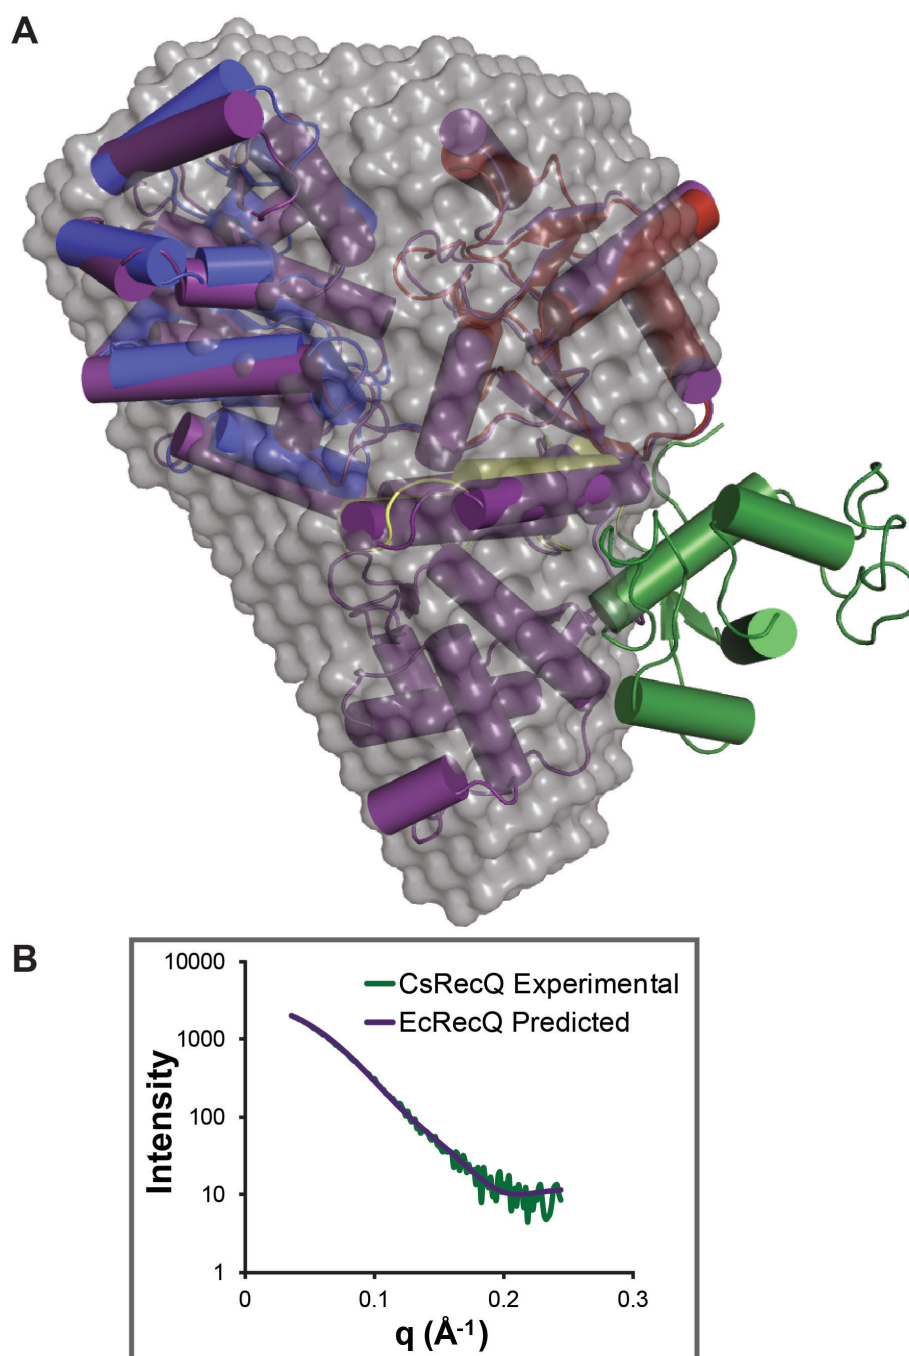 A
B
10000
1000
100
10
1
Intensity
CsRecQ Experimental
EcRecQ Predicted
0
0.1
0.2
0.3
q (Å⁻¹)